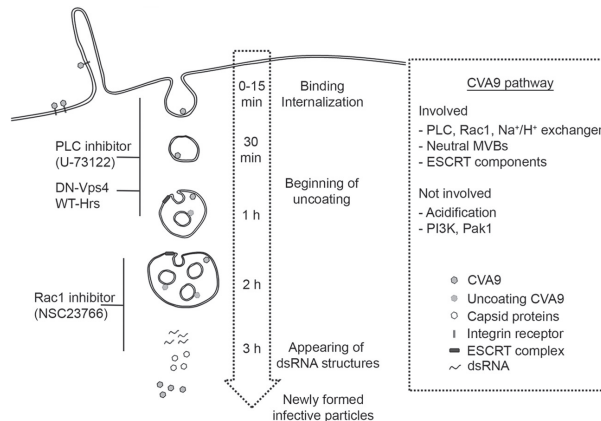 0-15
min
Binding
Internalization
PLC inhibitor
(U-73122)
DN-Vps4
WT-Hrs
30
min
Beginning of
uncoating
1 h
Rac1 inhibitor
(NSC23766)
2 h
3 h
Appearing of
dsRNA structures
Newly formed
infective particles
CVA9 pathway
Involved
- PLC, Rac1, Na⁺/H⁺ exchanger
- Neutral MVBs
- ESCRT components
Not involved
- Acidification
- PI3K, Pak1
CVA9
Uncoating CVA9
Capsid proteins
Integrin receptor
ESCRT complex
dsRNA